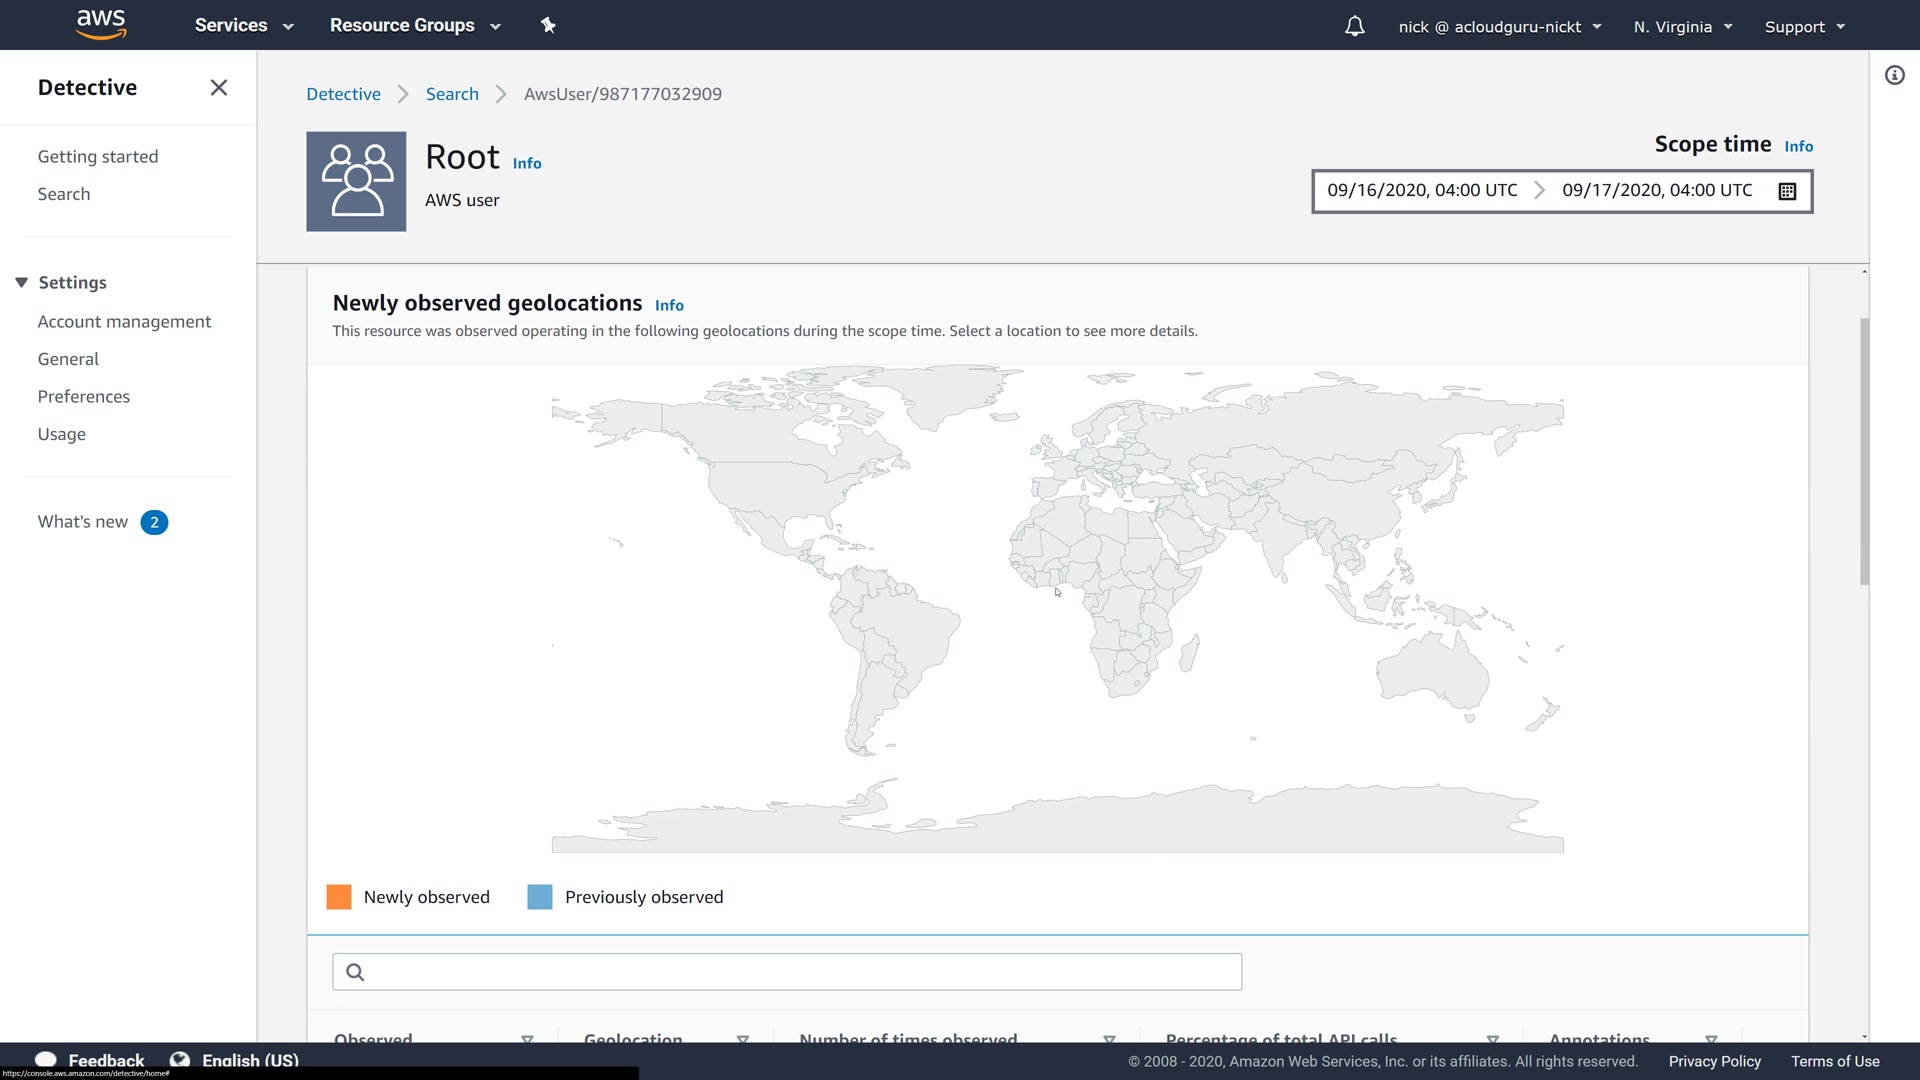 aws Services Resource Groups nick @ acloudguru-nickt N. Virginia Support
Detective
Getting started
Search
Settings
Account management
General
Preferences
Usage
What's new 2
Detective > Search > AwsUser/987177032909
Root Info
AWS user
Scope time Info
09/16/2020, 04:00 UTC > 09/17/2020, 04:00 UTC
Newly observed geolocations Info
This resource was observed operating in the following geolocations during the scope time. Select a location to see more details.
Newly observed Previously observed
Observed Geolocation Number of times observed Percentage of total API calls Annotations
Feedback English (US) © 2008 - 2020, Amazon Web Services, Inc. or its affiliates. All rights reserved. Privacy Policy Terms of Use
https://console.aws.amazon.com/detective/home#